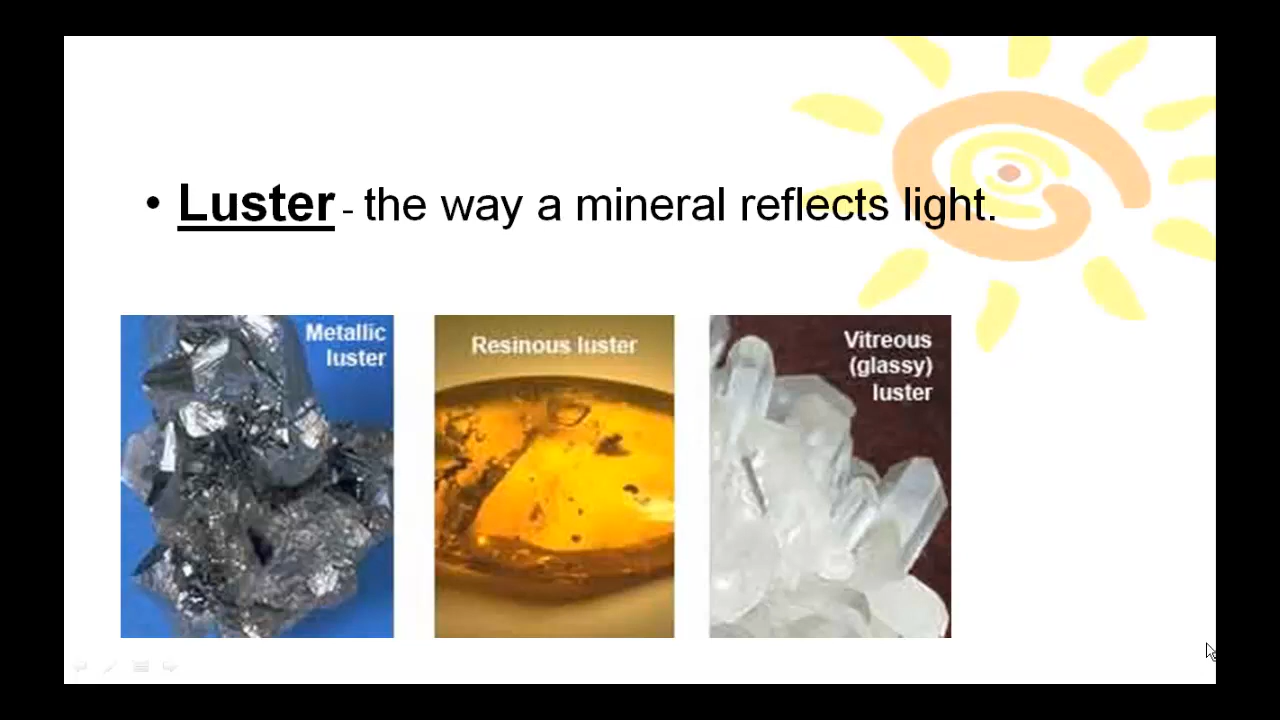 • Luster - the way a mineral reflects light.
Metallic
luster
Resinous luster
Vitreous
(glassy)
luster